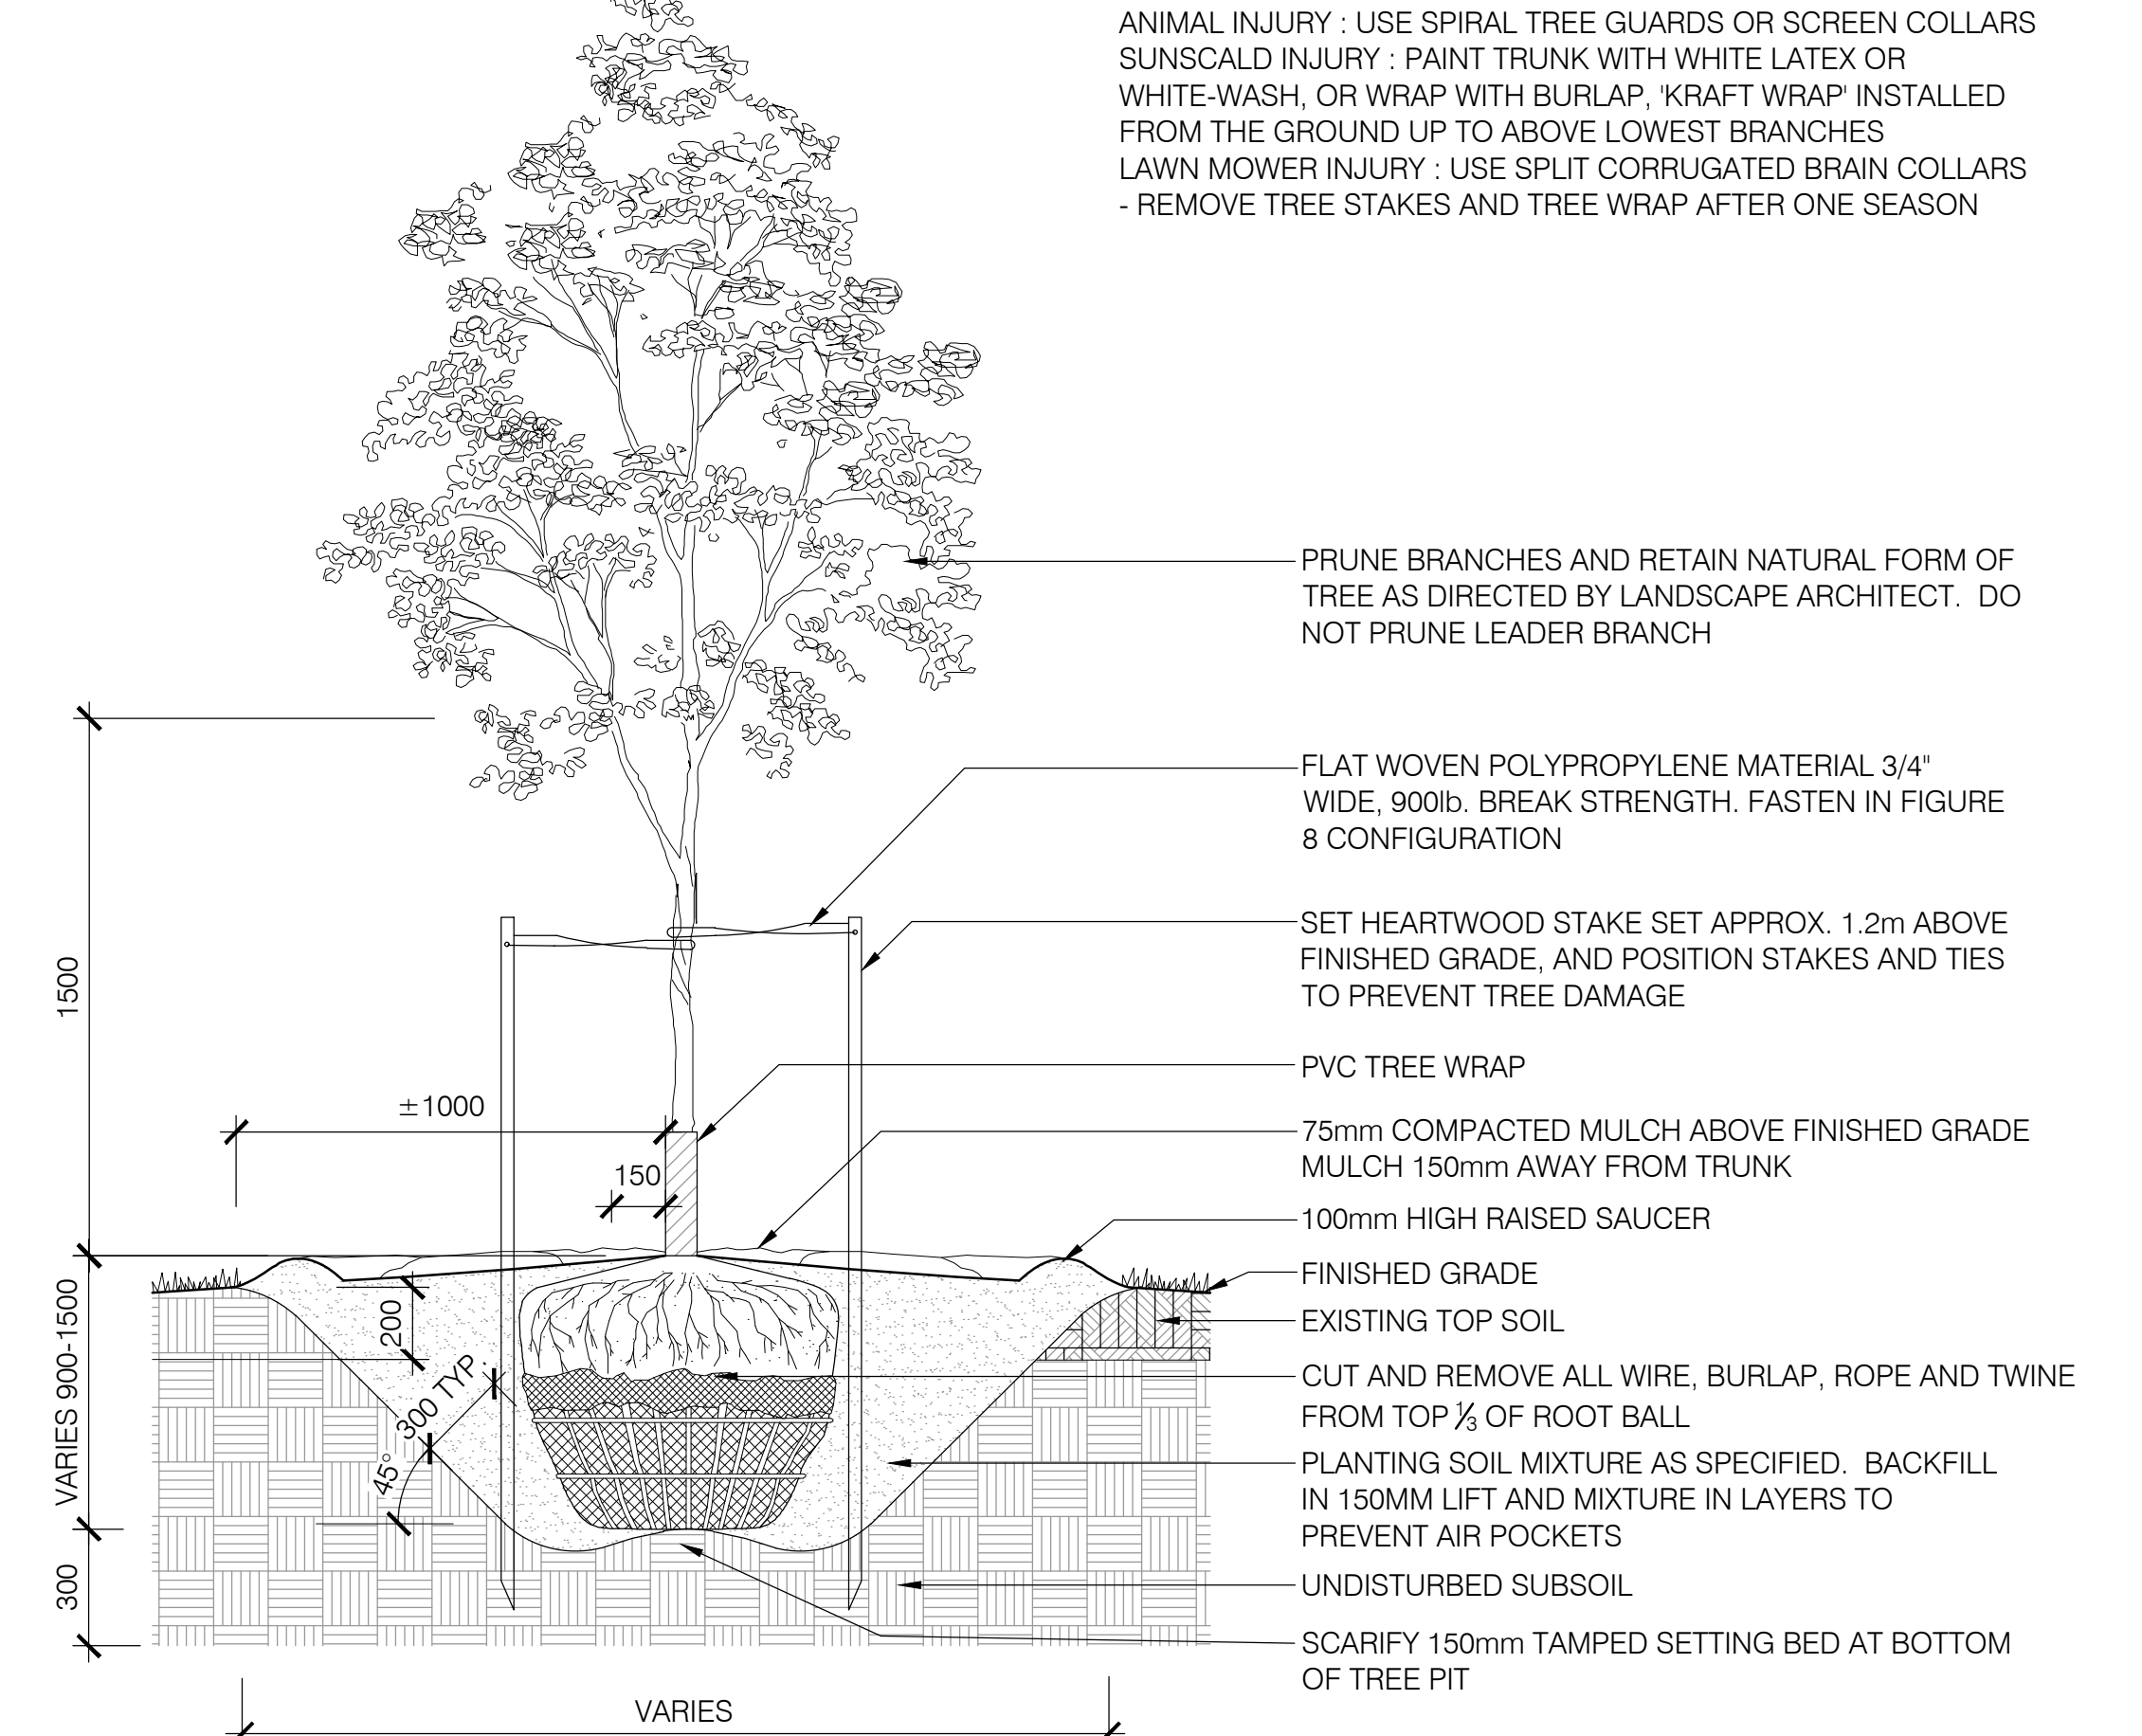 ANIMAL INJURY : USE SPIRAL TREE GUARDS OR SCREEN COLLARS
SUNSCALD INJURY : PAINT TRUNK WITH WHITE LATEX OR
WHITE-WASH, OR WRAP WITH BURLAP, 'KRAFT WRAP' INSTALLED
FROM THE GROUND UP TO ABOVE LOWEST BRANCHES
LAWN MOWER INJURY : USE SPLIT CORRUGATED BRAIN COLLARS
- REMOVE TREE STAKES AND TREE WRAP AFTER ONE SEASON
PRUNE BRANCHES AND RETAIN NATURAL FORM OF
TREE AS DIRECTED BY LANDSCAPE ARCHITECT.  DO
NOT PRUNE LEADER BRANCH
FLAT WOVEN POLYPROPYLENE MATERIAL 3/4"
WIDE, 900lb. BREAK STRENGTH. FASTEN IN FIGURE
8 CONFIGURATION
SET HEARTWOOD STAKE SET APPROX. 1.2m ABOVE
FINISHED GRADE, AND POSITION STAKES AND TIES
TO PREVENT TREE DAMAGE
PVC TREE WRAP
75mm COMPACTED MULCH ABOVE FINISHED GRADE
MULCH 150mm AWAY FROM TRUNK
100mm HIGH RAISED SAUCER
FINISHED GRADE
EXISTING TOP SOIL
CUT AND REMOVE ALL WIRE, BURLAP, ROPE AND TWINE
FROM TOP 1/3 OF ROOT BALL
PLANTING SOIL MIXTURE AS SPECIFIED.  BACKFILL
IN 150MM LIFT AND MIXTURE IN LAYERS TO
PREVENT AIR POCKETS
UNDISTURBED SUBSOIL
SCARIFY 150mm TAMPED SETTING BED AT BOTTOM
OF TREE PIT
1500
±1000
150
VARIES 900-1500
200
300 TYP.
45°
300
VARIES